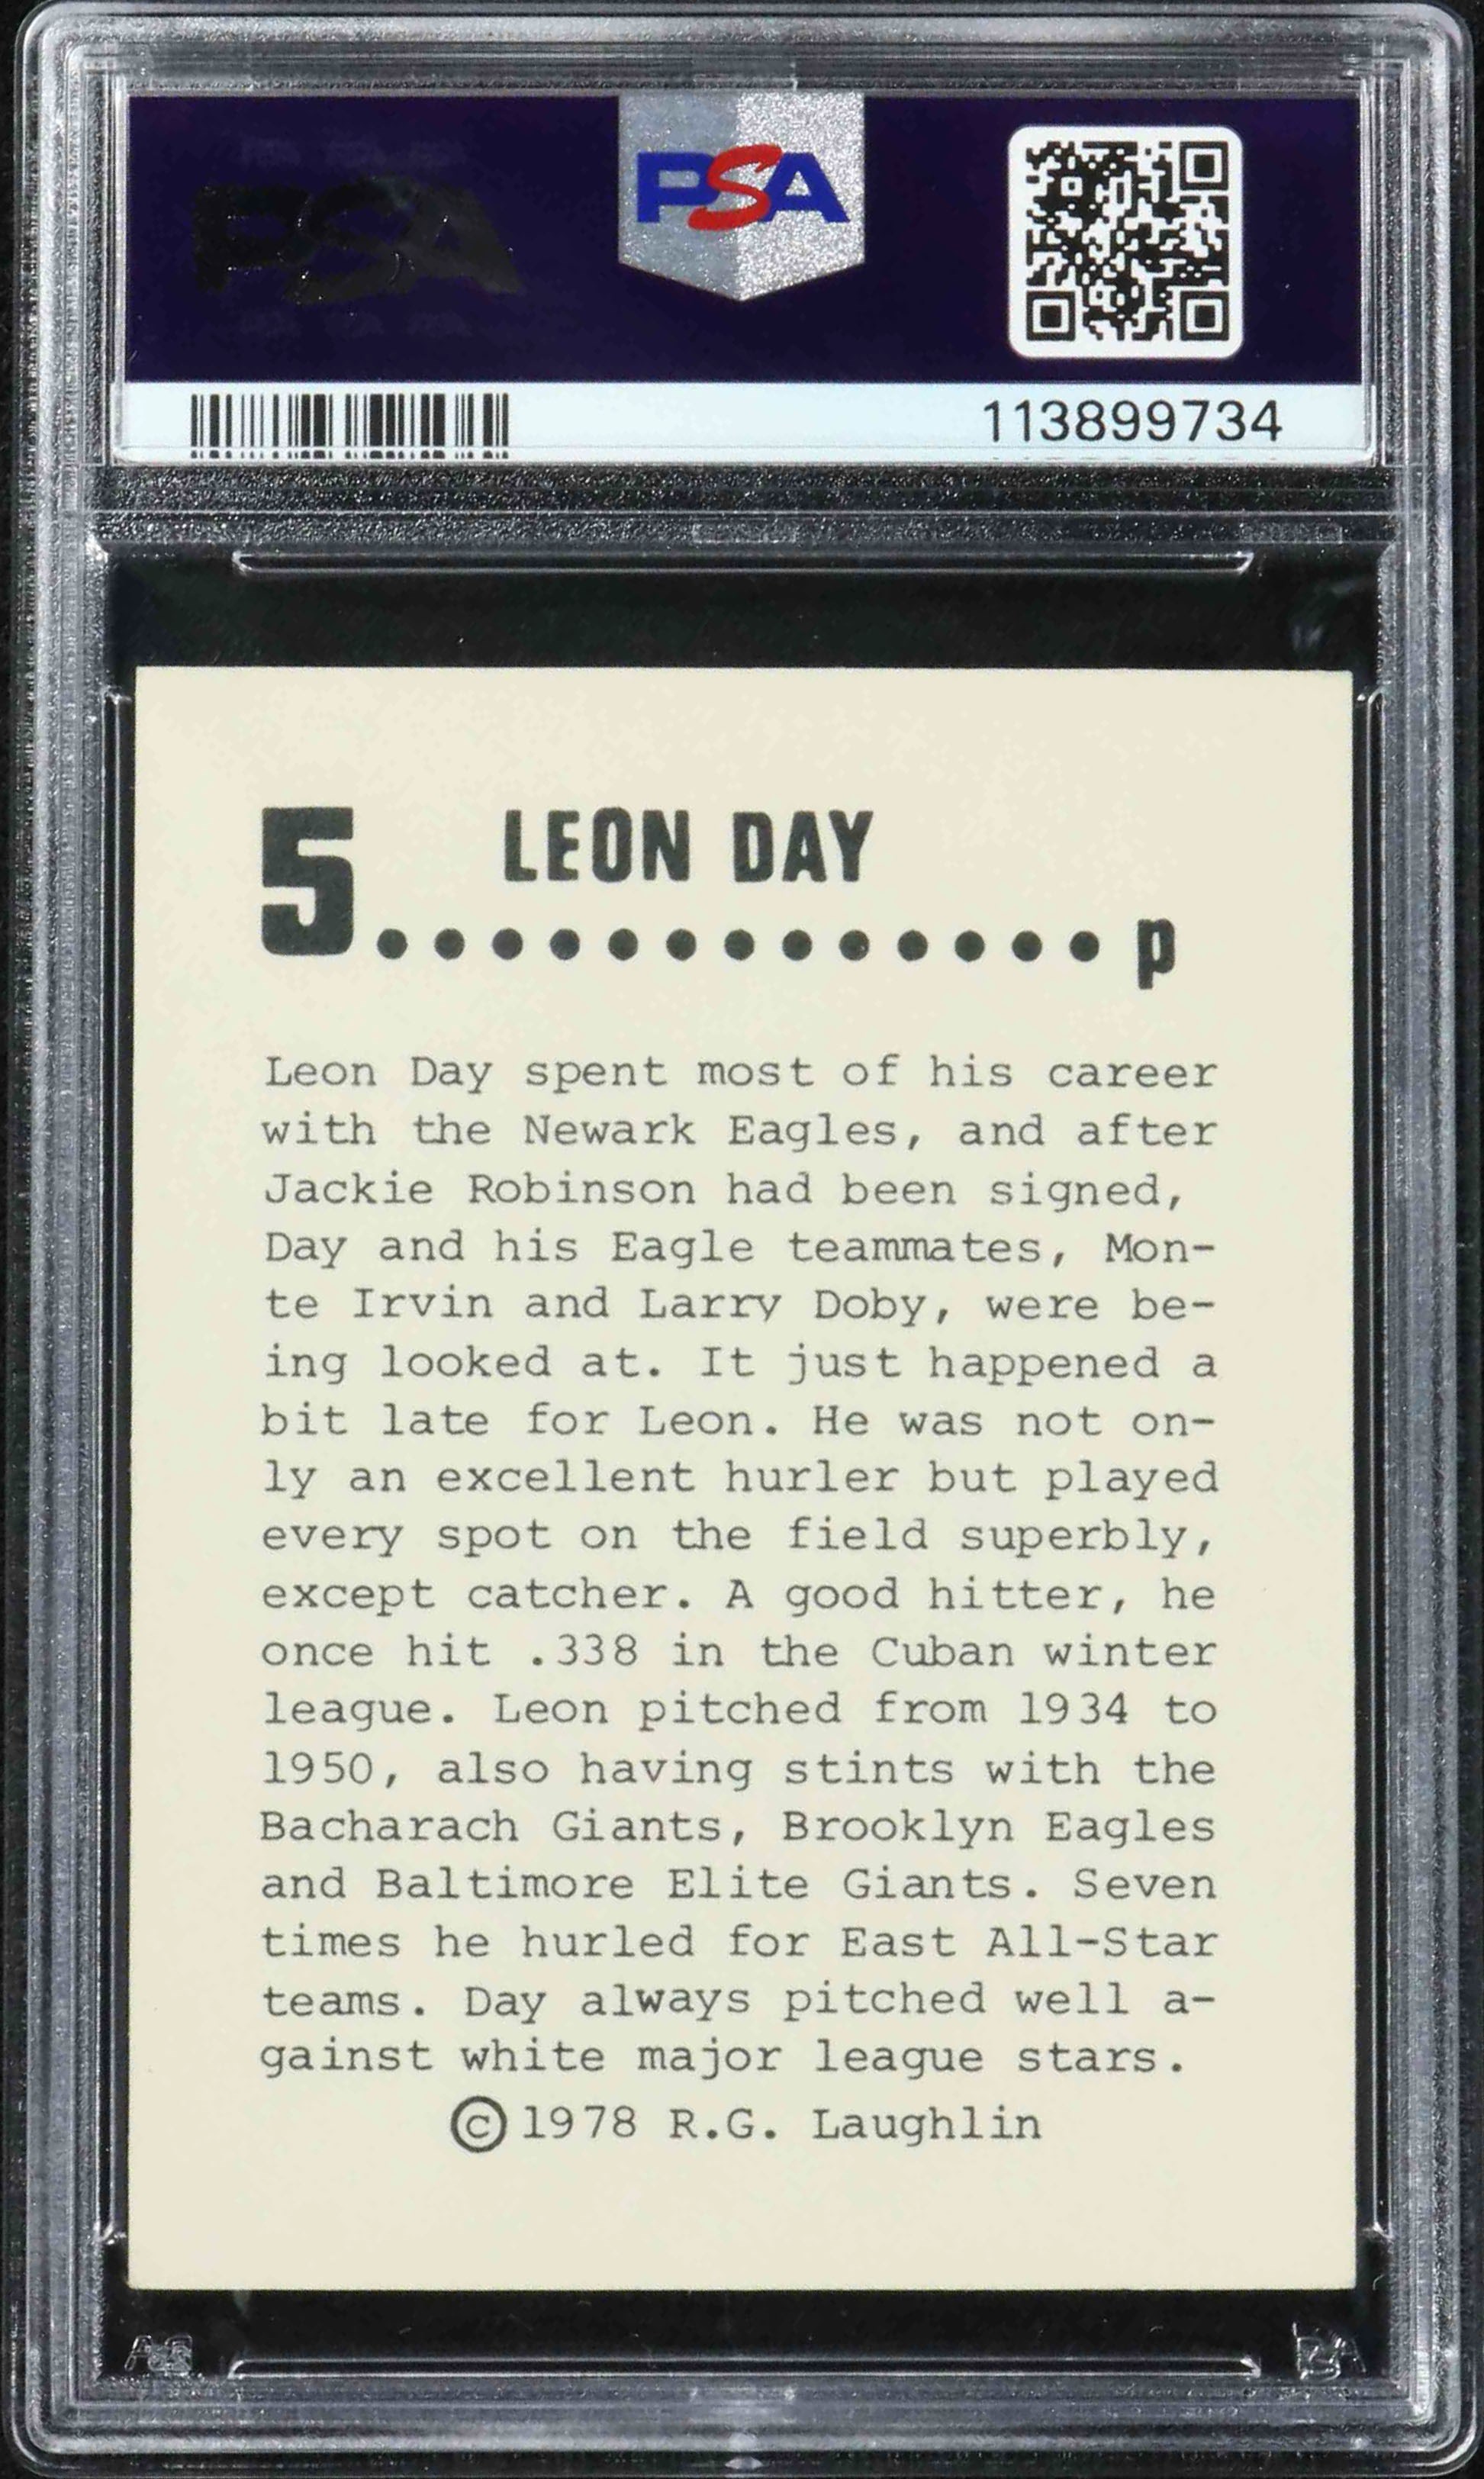 PSA
PSA
113899734
5 LEON DAY
.............. p
Leon Day spent most of his career
with the Newark Eagles, and after
Jackie Robinson had been signed,
Day and his Eagle teammates, Mon-
te Irvin and Larry Doby, were be-
ing looked at. It just happened a
bit late for Leon. He was not on-
ly an excellent hurler but played
every spot on the field superbly,
except catcher. A good hitter, he
once hit .338 in the Cuban winter
league. Leon pitched from 1934 to
1950, also having stints with the
Bacharach Giants, Brooklyn Eagles
and Baltimore Elite Giants. Seven
times he hurled for East All-Star
teams. Day always pitched well a-
gainst white major league stars.
©1978 R.G. Laughlin